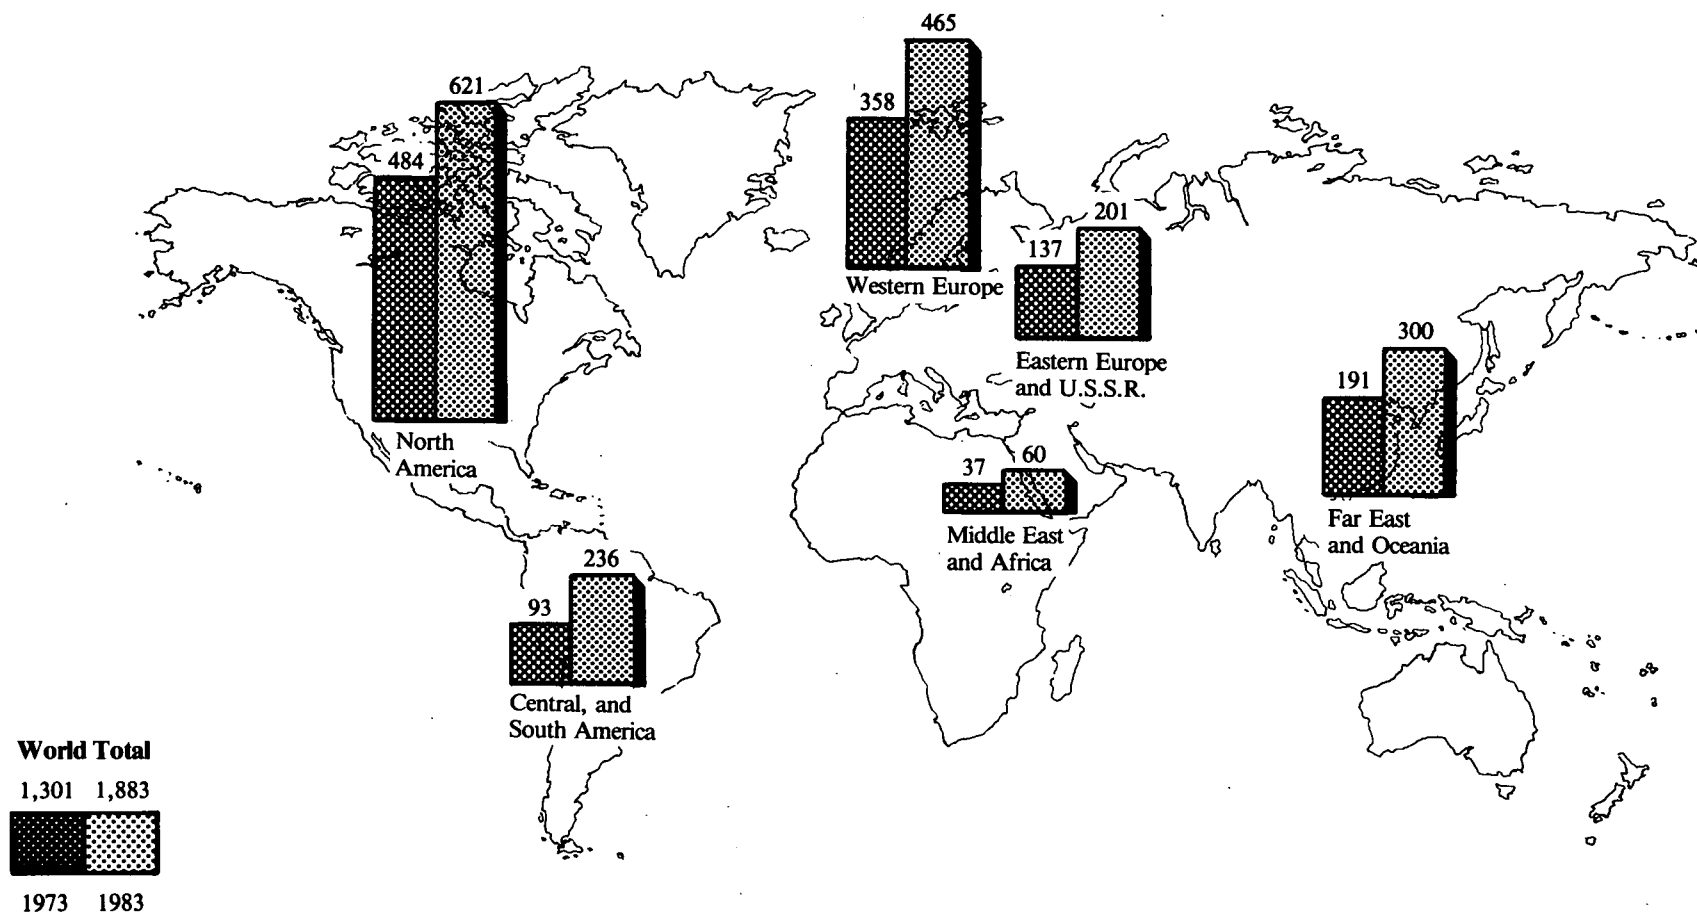 465
621
358
484
Western Europe
201
137
Eastern Europe
and U.S.S.R.
300
191
Far East
and Oceania
North
America
60
37
Middle East
and Africa
236
93
Central, and
South America
World Total
1,301 1,883
1973 1983